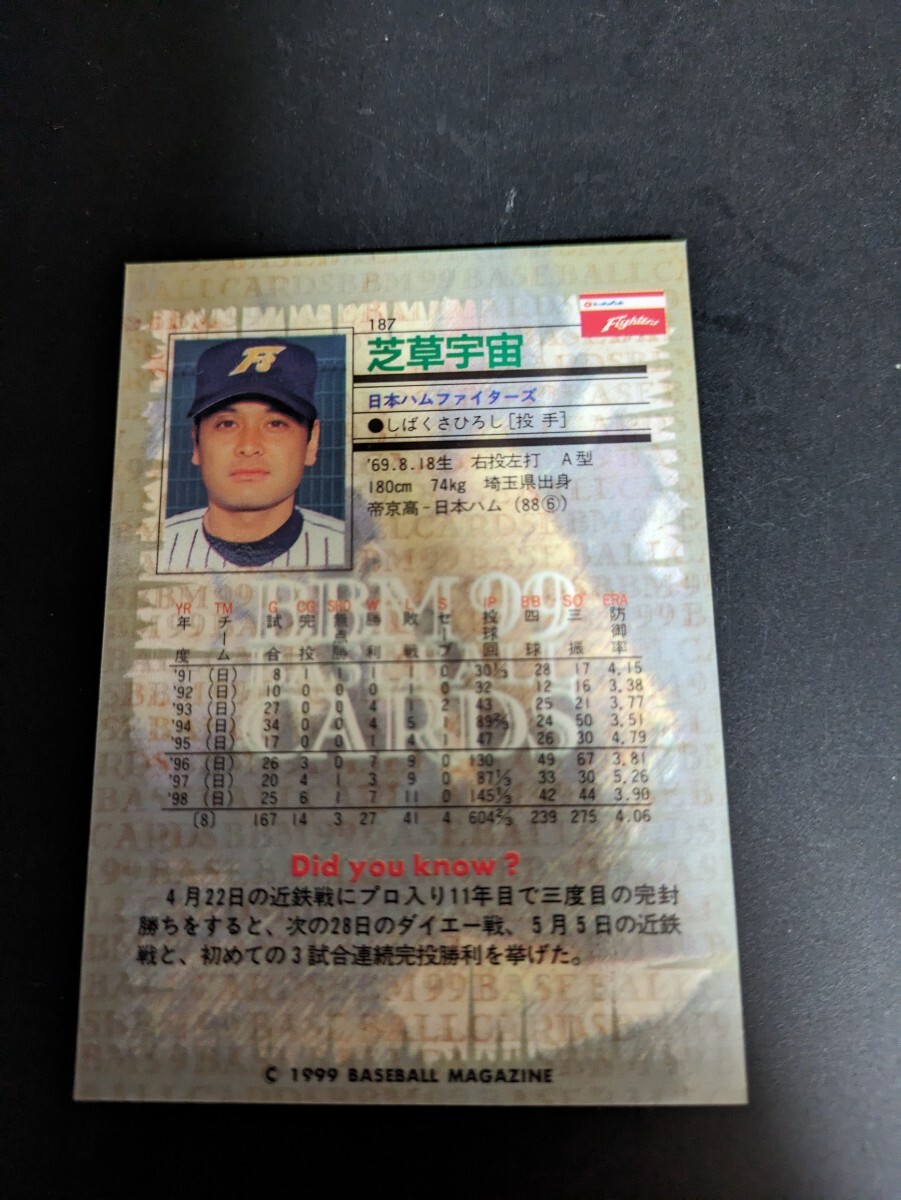 187
Fighters
芝草宇宙
日本ハムファイターズ
●しばくさひろし[投 手]
'69.8.18生 右投左打 A型
180cm 74kg 埼玉県出身
帝京高-日本ハム (88⑥)
BBM 99
BASEBALL
CARDS
YR TM G CG SHO W L S IP BB SO ERA
年度 チーム 試合 完投 無点勝 勝利 敗戦 セーブ 投球回 四球 三振 防御率
'91 (日) 8 1 1 1 1 0 30⅓ 28 17 4.15
'92 (日) 10 0 0 0 1 0 32 12 16 3.38
'93 (日) 27 0 0 4 1 2 43 25 21 3.77
'94 (日) 34 0 0 4 5 1 89⅔ 24 50 3.51
'95 (日) 17 0 0 1 4 1 47 26 30 4.79
'96 (日) 26 3 0 7 9 0 130 49 67 3.81
'97 (日) 20 4 1 3 9 0 87⅓ 33 30 5.26
'98 (日) 25 6 1 7 11 0 145⅓ 42 44 3.90
(8) 167 14 3 27 41 4 604⅔ 239 275 4.06
Did you know?
4月22日の近鉄戦にプロ入り11年目で三度目の完封
勝ちをすると、次の28日のダイエー戦、5月5日の近鉄
戦と、初めての3試合連続完投勝利を挙げた。
C 1999 BASEBALL MAGAZINE